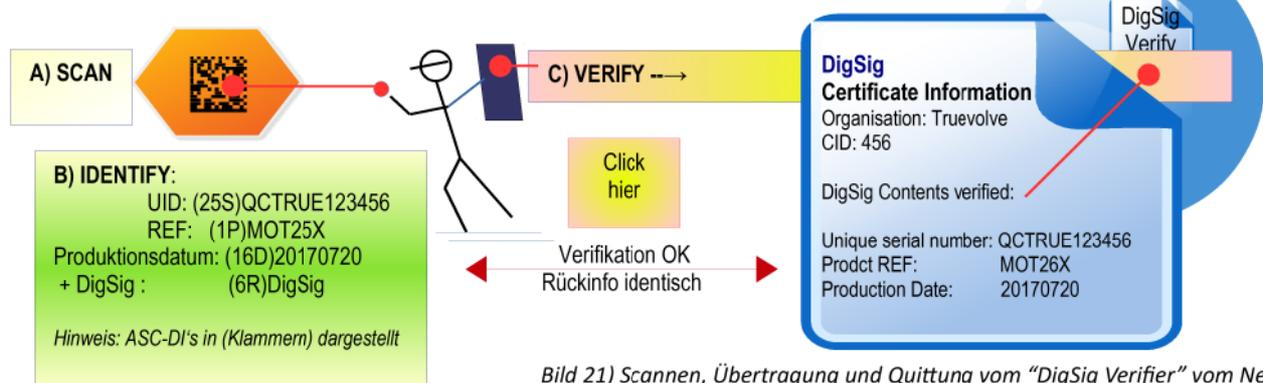 A) SCAN
B) IDENTIFY:
UID: (25S)QCTRUE123456
REF: (1P)MOT25X
Produktionsdatum: (16D)20170720
+ DigSig : (6R)DigSig
Hinweis: ASC-DI‘s in (Klammern) dargestellt
C) VERIFY --→
Click
hier
Verifikation OK
Rückinfo identisch
DigSig
Verify
DigSig
Certificate Information
Organisation: Truevolve
CID: 456
DigSig Contents verified:
Unique serial number: QCTRUE123456
Prodct REF: MOT26X
Production Date: 20170720
Bild 21) Scannen, Übertragung und Quittung vom “DigSig Verifier” vom Ne